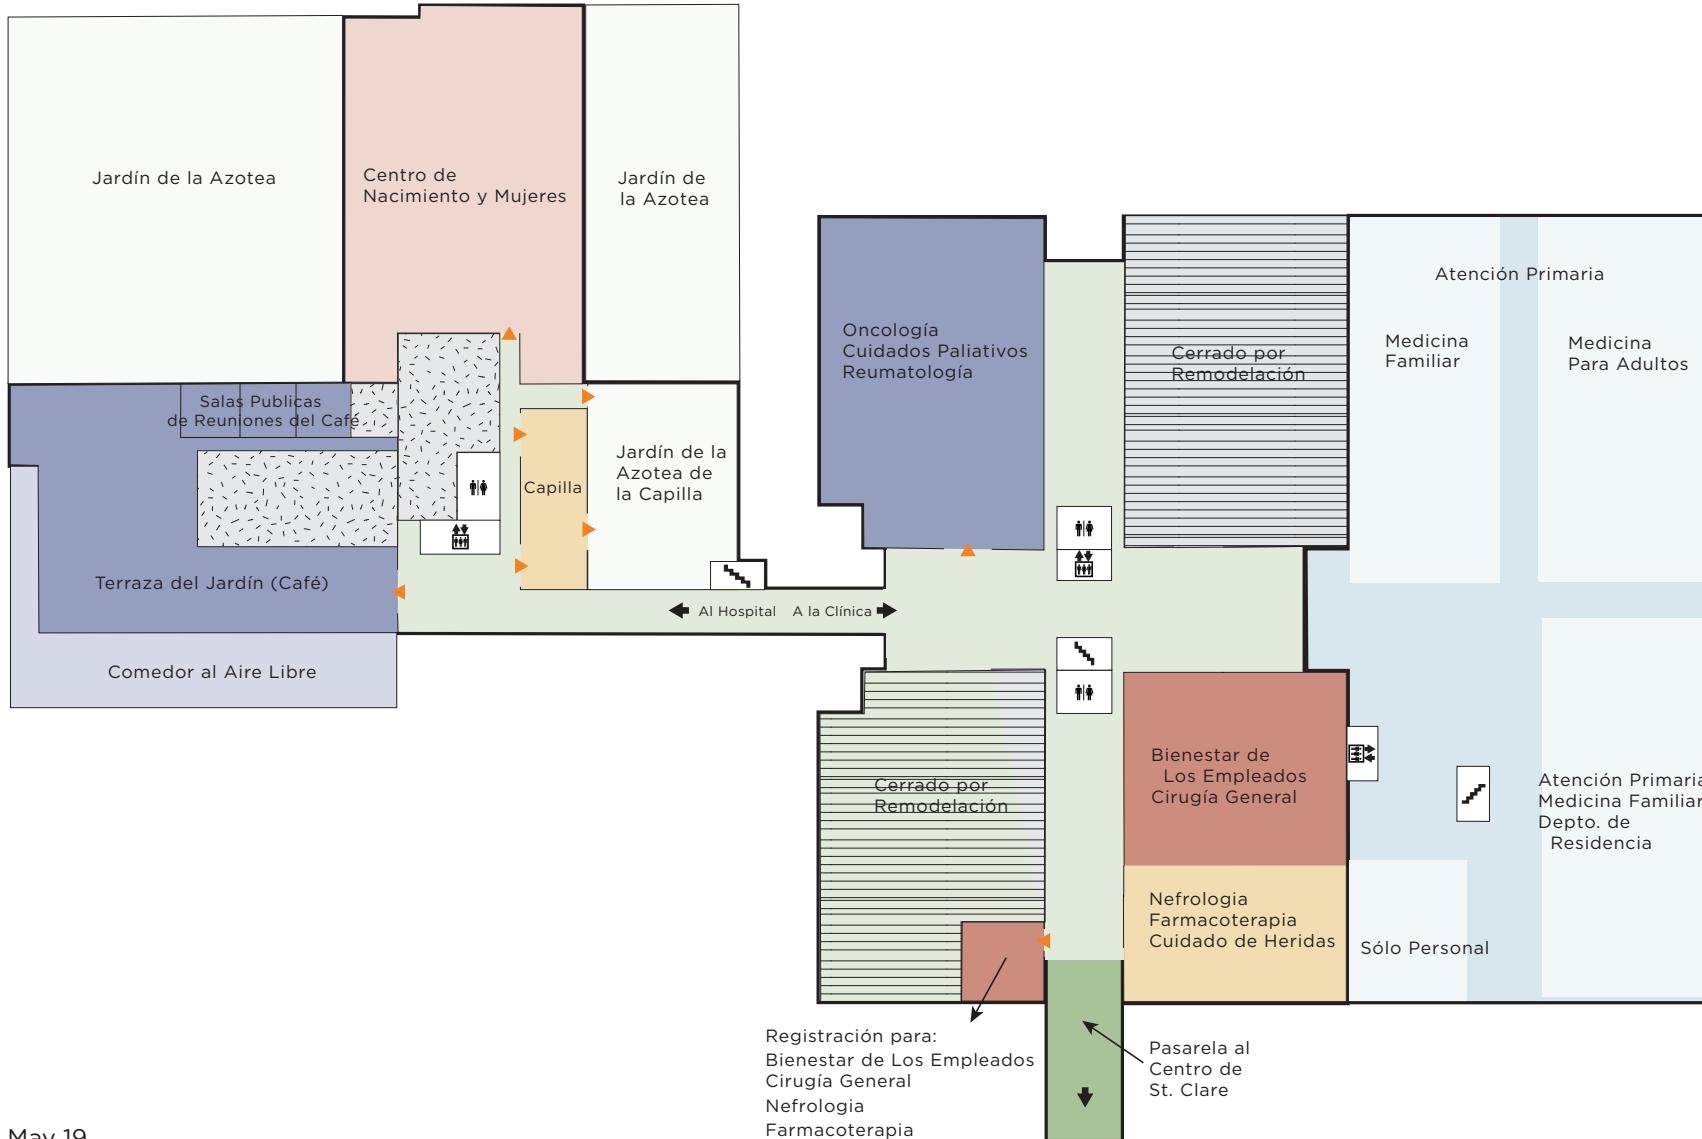 Jardín de la Azotea
Centro de
Nacimiento y Mujeres
Jardín de
la Azotea
Salas Publicas
de Reuniones del Café
Capilla
Jardín de la
Azotea de
la Capilla
Terraza del Jardín (Café)
Comedor al Aire Libre
Al Hospital
A la Clínica
Oncología
Cuidados Paliativos
Reumatología
Cerrado por
Remodelación
Atención Primaria
Medicina
Familiar
Medicina
Para Adultos
Cerrado por
Remodelación
Bienestar de
Los Empleados
Cirugía General
Nefrologia
Farmacoterapia
Cuidado de Heridas
Sólo Personal
Atención Primaria
Medicina Familiar
Depto. de
Residencia
Registración para:
Bienestar de Los Empleados
Cirugía General
Nefrologia
Farmacoterapia
Pasarela al
Centro de
St. Clare
May 19